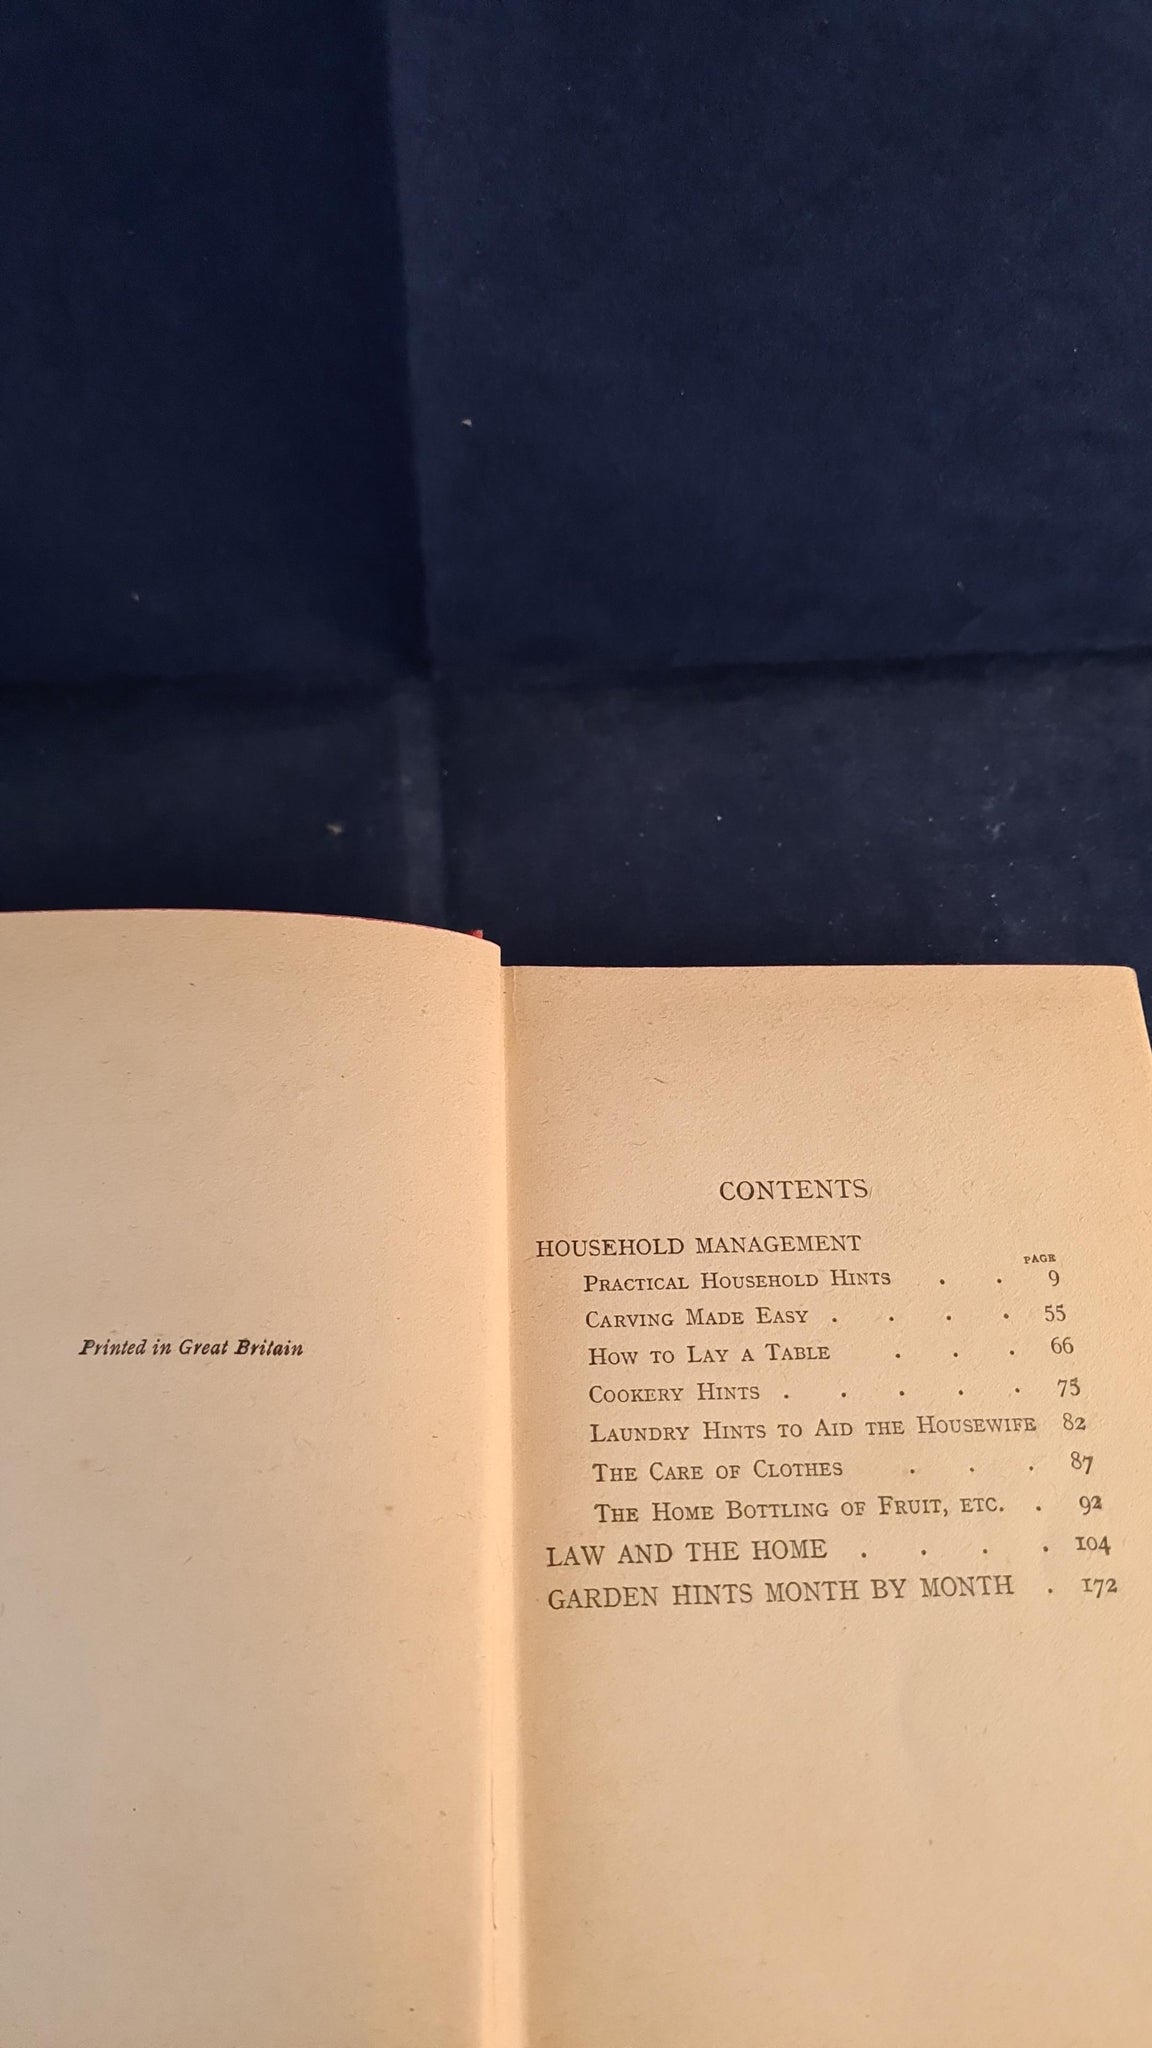 Printed in Great Britain
CONTENTS
HOUSEHOLD MANAGEMENT
PAGE
PRACTICAL HOUSEHOLD HINTS . . 9
CARVING MADE EASY . . . . 55
HOW TO LAY A TABLE . . . 66
COOKERY HINTS . . . . . 75
LAUNDRY HINTS TO AID THE HOUSEWIFE 82
THE CARE OF CLOTHES . . . 87
THE HOME BOTTLING OF FRUIT, ETC. . 92
LAW AND THE HOME . . . . 104
GARDEN HINTS MONTH BY MONTH . 172